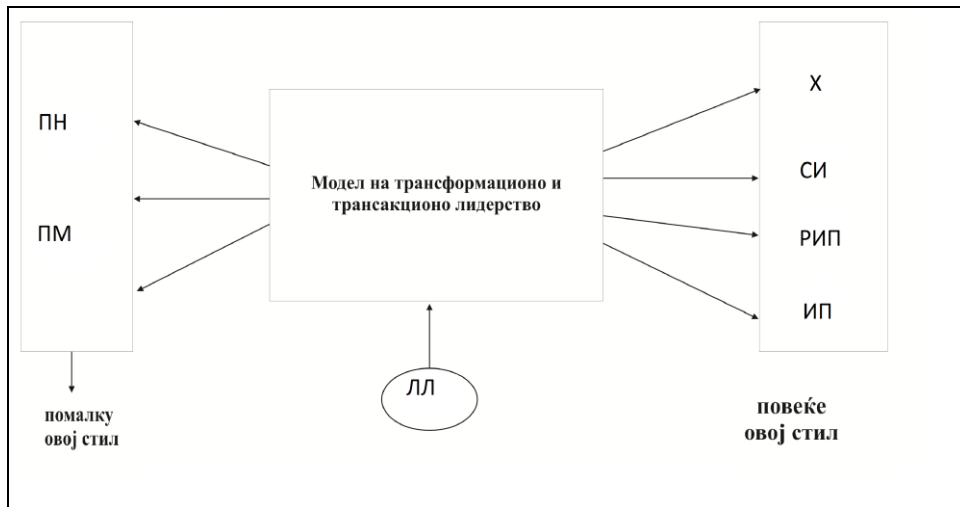 ПН
ПМ
помалку
овој стил
Модел на трансформационо и
трансакционо лидерство
ЛЛ
Х
СИ
РИП
ИП
повеќе
овој стил